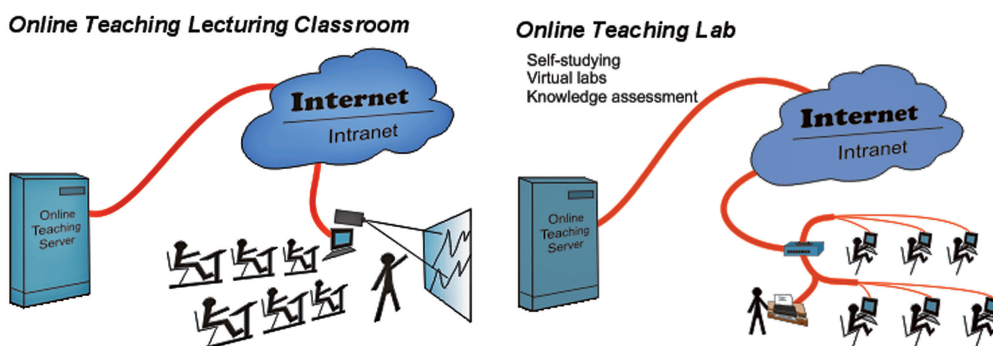 Online Teaching Lecturing Classroom
Internet
Intranet
Online
Teaching
Server
Online Teaching Lab
Self-studying
Virtual labs
Knowledge assessment
Internet
Intranet
Online
Teaching
Server